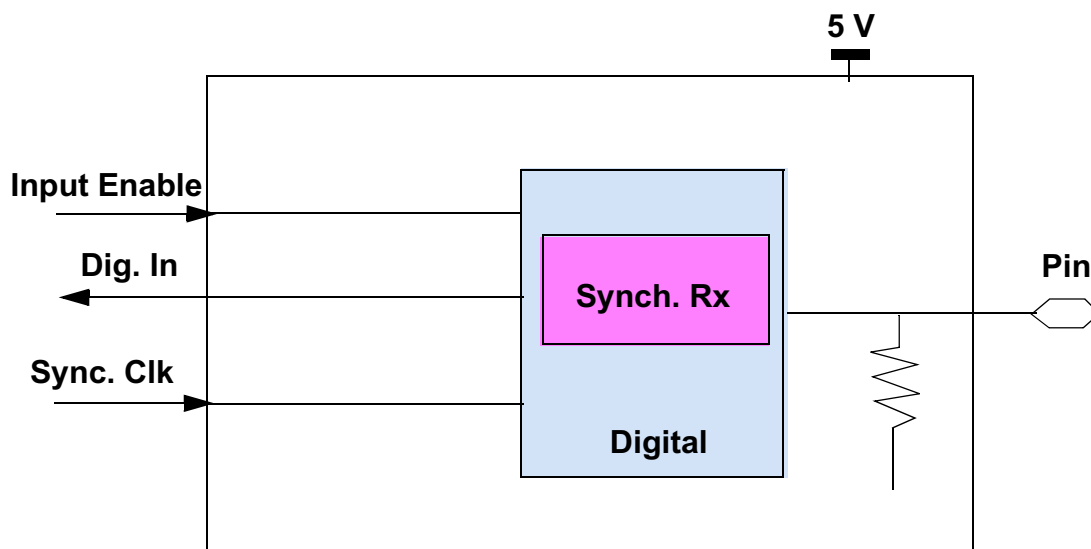 5 V
Input Enable
Dig. In
Pin
Synch. Rx
Sync. Clk
Digital